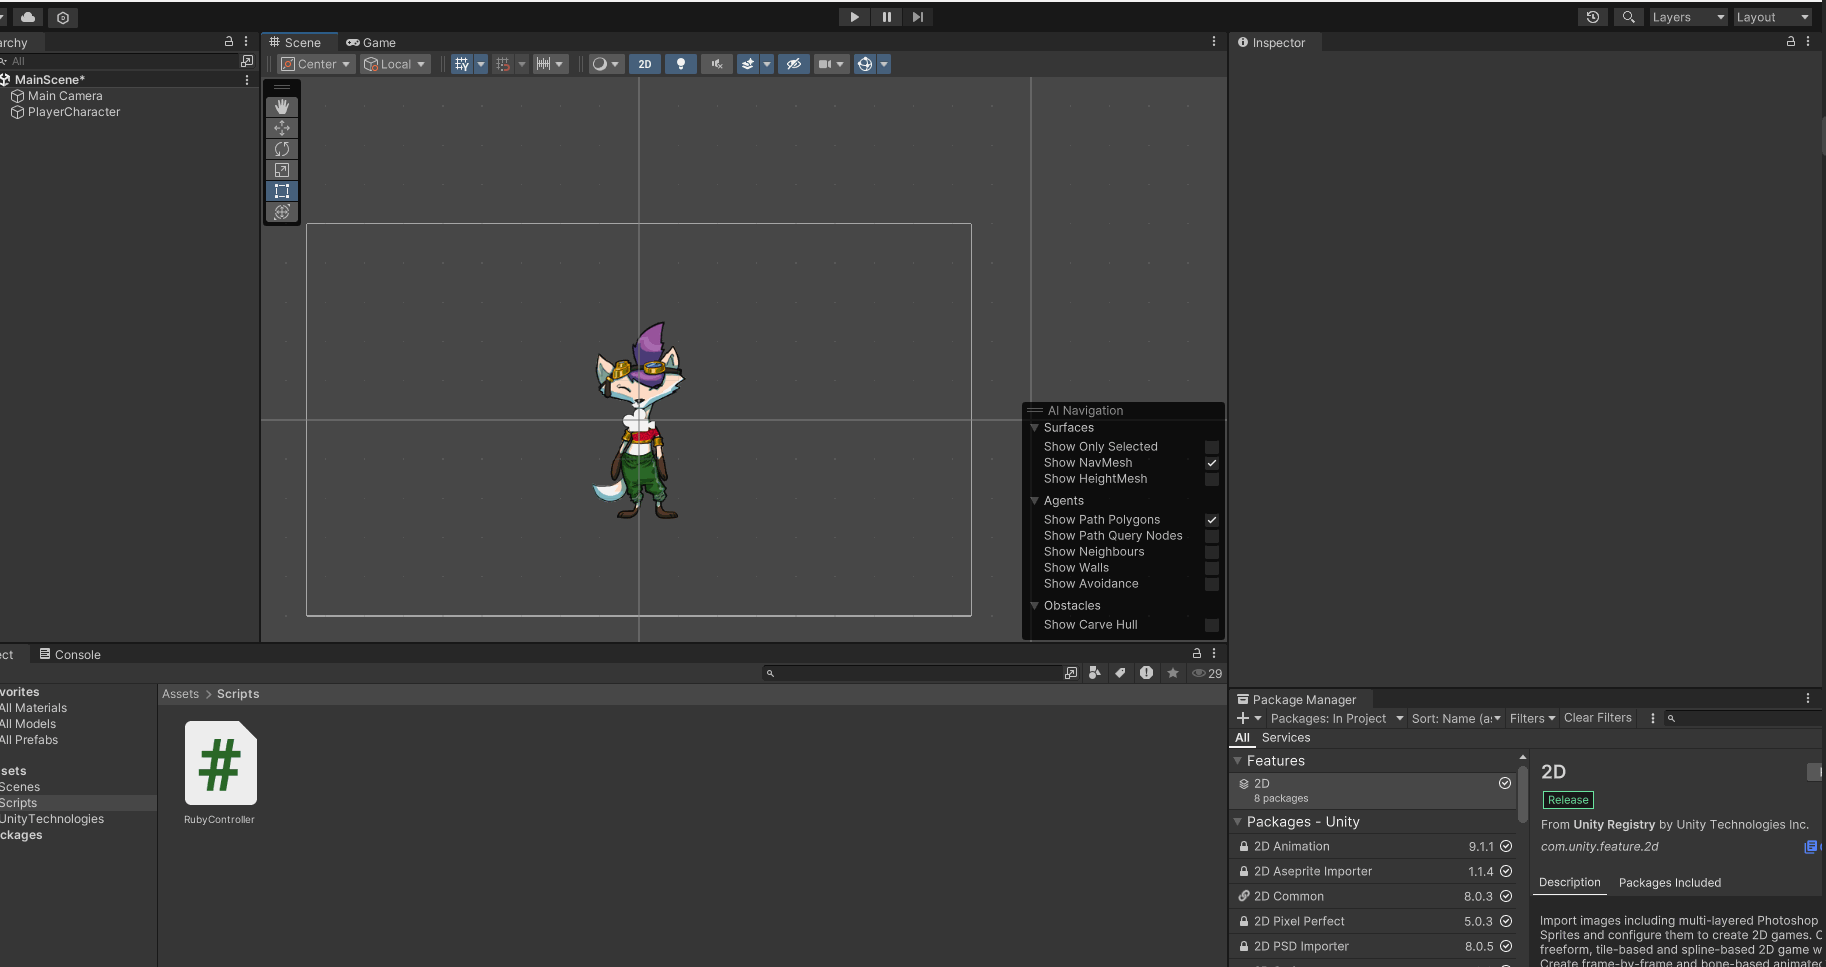 Layers
Layout
archy
Scene
Game
Inspector
All
Center
Local
2D
MainScene*
Main Camera
PlayerCharacter
AI Navigation
Surfaces
Show Only Selected
Show NavMesh
Show HeightMesh
Agents
Show Path Polygons
Show Path Query Nodes
Show Neighbours
Show Walls
Show Avoidance
Obstacles
Show Carve Hull
ect
Console
29
vorites
All Materials
All Models
All Prefabs
sets
Scenes
Scripts
UnityTechnologies
ckages
Assets > Scripts
#
RubyController
Package Manager
Packages: In Project
Sort: Name (a:
Filters
Clear Filters
All
Services
Features
2D
8 packages
Packages - Unity
2D Animation 9.1.1
2D Aseprite Importer 1.1.4
2D Common 8.0.3
2D Pixel Perfect 5.0.3
2D PSD Importer 8.0.5
2D
Release
From Unity Registry by Unity Technologies Inc.
com.unity.feature.2d
Description
Packages Included
Import images including multi-layered Photoshop
Sprites and configure them to create 2D games. C
freeform, tile-based and spline-based 2D game w
Create frame-by-frame and bone-based animated